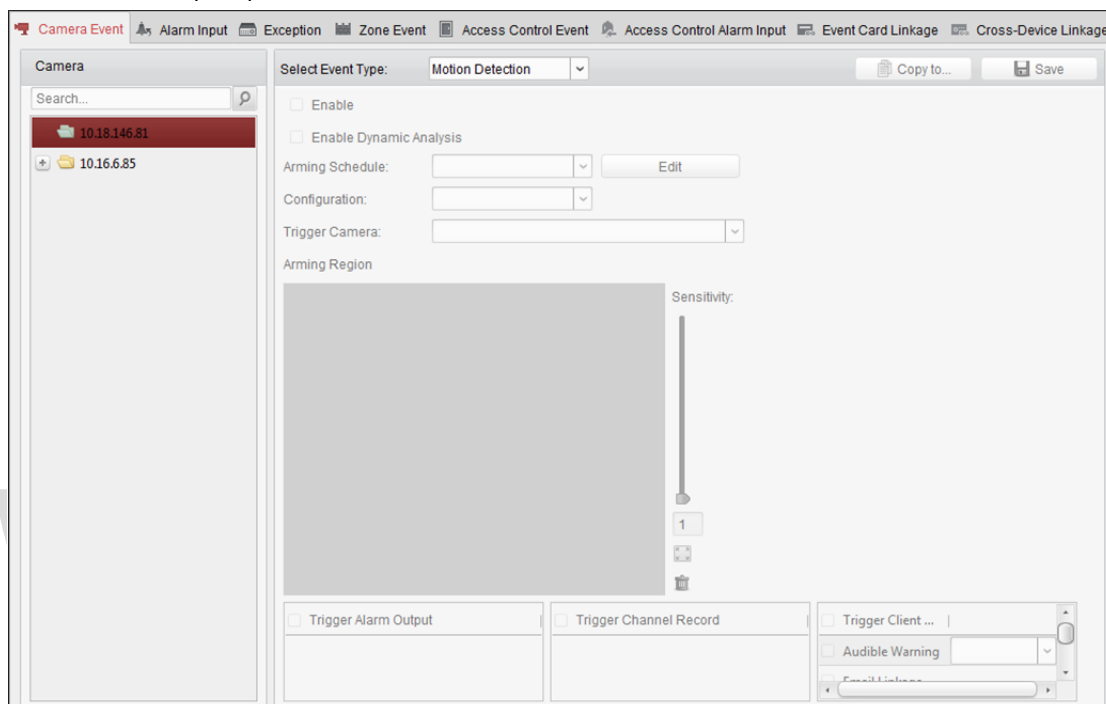 Camera Event Alarm Input Exception Zone Event Access Control Event Access Control Alarm Input Event Card Linkage Cross-Device Linkage
Camera
Select Event Type: Motion Detection Copy to... Save
Search...
Enable
10.18.146.81
Enable Dynamic Analysis
10.16.6.85
Arming Schedule: Edit
Configuration:
Trigger Camera:
Arming Region
Sensitivity:
1
Trigger Alarm Output Trigger Channel Record Trigger Client ...
Audible Warning
Email Linkage